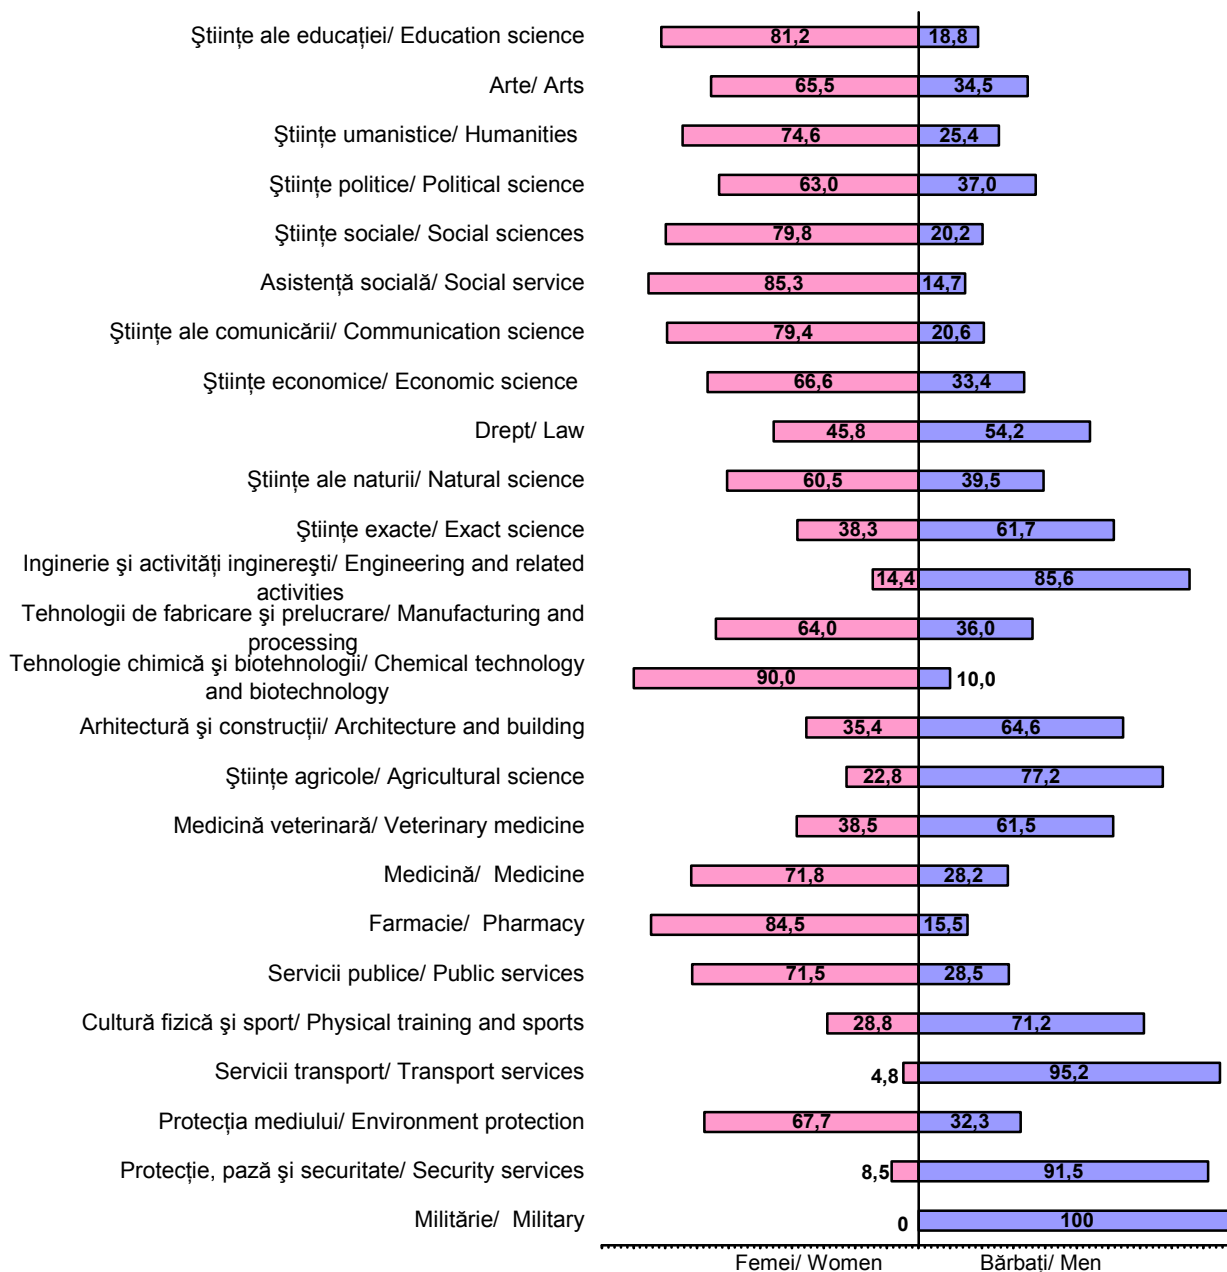 Ştiinţe ale educaţiei/ Education science 81,2 18,8
Arte/ Arts 65,5 34,5
Ştiinţe umanistice/ Humanities 74,6 25,4
Ştiinţe politice/ Political science 63,0 37,0
Ştiinţe sociale/ Social sciences 79,8 20,2
Asistenţă socială/ Social service 85,3 14,7
Ştiinţe ale comunicării/ Communication science 79,4 20,6
Ştiinţe economice/ Economic science 66,6 33,4
Drept/ Law 45,8 54,2
Ştiinţe ale naturii/ Natural science 60,5 39,5
Ştiinţe exacte/ Exact science 38,3 61,7
Inginerie şi activităţi inginereşti/ Engineering and related
activities 14,4 85,6
Tehnologii de fabricare şi prelucrare/ Manufacturing and
processing 64,0 36,0
Tehnologie chimică şi biotehnologii/ Chemical technology
and biotechnology 90,0 10,0
Arhitectură şi construcţii/ Architecture and building 35,4 64,6
Ştiinţe agricole/ Agricultural science 22,8 77,2
Medicină veterinară/ Veterinary medicine 38,5 61,5
Medicină/ Medicine 71,8 28,2
Farmacie/ Pharmacy 84,5 15,5
Servicii publice/ Public services 71,5 28,5
Cultură fizică şi sport/ Physical training and sports 28,8 71,2
Servicii transport/ Transport services 4,8 95,2
Protecţia mediului/ Environment protection 67,7 32,3
Protecţie, pază şi securitate/ Security services 8,5 91,5
Militărie/ Military 0 100
Femei/ Women Bărbaţi/ Men